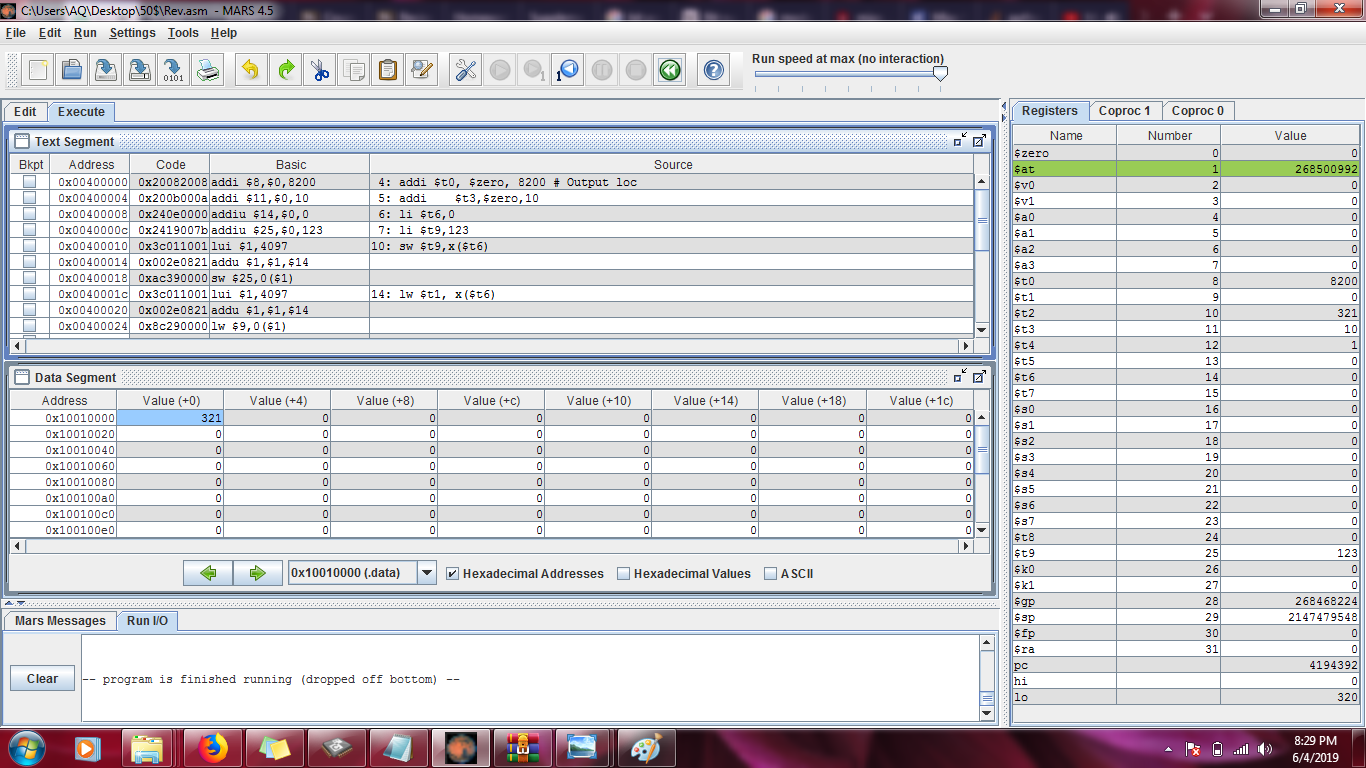 C:\Users\AQ\Desktop\50$\Rev.asm - MARS 4.5
File Edit Run Settings Tools Help
Run speed at max (no interaction)
Edit Execute
Text Segment
Bkpt Address Code Basic Source
0x00400000 0x20082008 addi $8,$0,8200 4: addi $t0, $zero, 8200 # Output loc
0x00400004 0x200b000a addi $11,$0,10 5: addi $t3,$zero,10
0x00400008 0x240e0000 addiu $14,$0,0 6: li $t6,0
0x0040000c 0x2419007b addiu $25,$0,123 7: li $t9,123
0x00400010 0x3c011001 lui $1,4097 10: sw $t9,x($t6)
0x00400014 0x002e0821 addu $1,$1,$14
0x00400018 0xac390000 sw $25,0($1)
0x0040001c 0x3c011001 lui $1,4097 14: lw $t1, x($t6)
0x00400020 0x002e0821 addu $1,$1,$14
0x00400024 0x8c290000 lw $9,0($1)
Data Segment
Address Value (+0) Value (+4) Value (+8) Value (+c) Value (+10) Value (+14) Value (+18) Value (+1c)
0x10010000 321 0 0 0 0 0 0 0
0x10010020 0 0 0 0 0 0 0 0
0x10010040 0 0 0 0 0 0 0 0
0x10010060 0 0 0 0 0 0 0 0
0x10010080 0 0 0 0 0 0 0 0
0x100100a0 0 0 0 0 0 0 0 0
0x100100c0 0 0 0 0 0 0 0 0
0x100100e0 0 0 0 0 0 0 0 0
0x10010000 (.data) Hexadecimal Addresses Hexadecimal Values ASCII
Mars Messages Run I/O
Clear
-- program is finished running (dropped off bottom) --
Registers Coproc 1 Coproc 0
Name Number Value
$zero 0 0
$at 1 268500992
$v0 2 0
$v1 3 0
$a0 4 0
$a1 5 0
$a2 6 0
$a3 7 0
$t0 8 8200
$t1 9 0
$t2 10 321
$t3 11 10
$t4 12 1
$t5 13 0
$t6 14 0
$t7 15 0
$s0 16 0
$s1 17 0
$s2 18 0
$s3 19 0
$s4 20 0
$s5 21 0
$s6 22 0
$s7 23 0
$t8 24 0
$t9 25 123
$k0 26 0
$k1 27 0
$gp 28 268468224
$sp 29 2147479548
$fp 30 0
$ra 31 0
pc 4194392
hi 0
lo 320
8:29 PM
6/4/2019